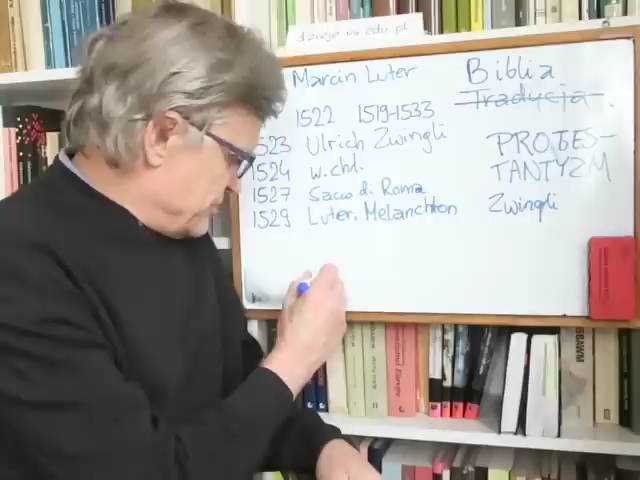 dzieje.us.edu.pl
Marcin Luter Biblia
Tradycja
1522 1519-1533
1523 Ulrich Zwingli PROTES-
1524 w.chł. TANTYZM
1527 Sacco di Roma
1529 Luter, Melanchton Zwingli